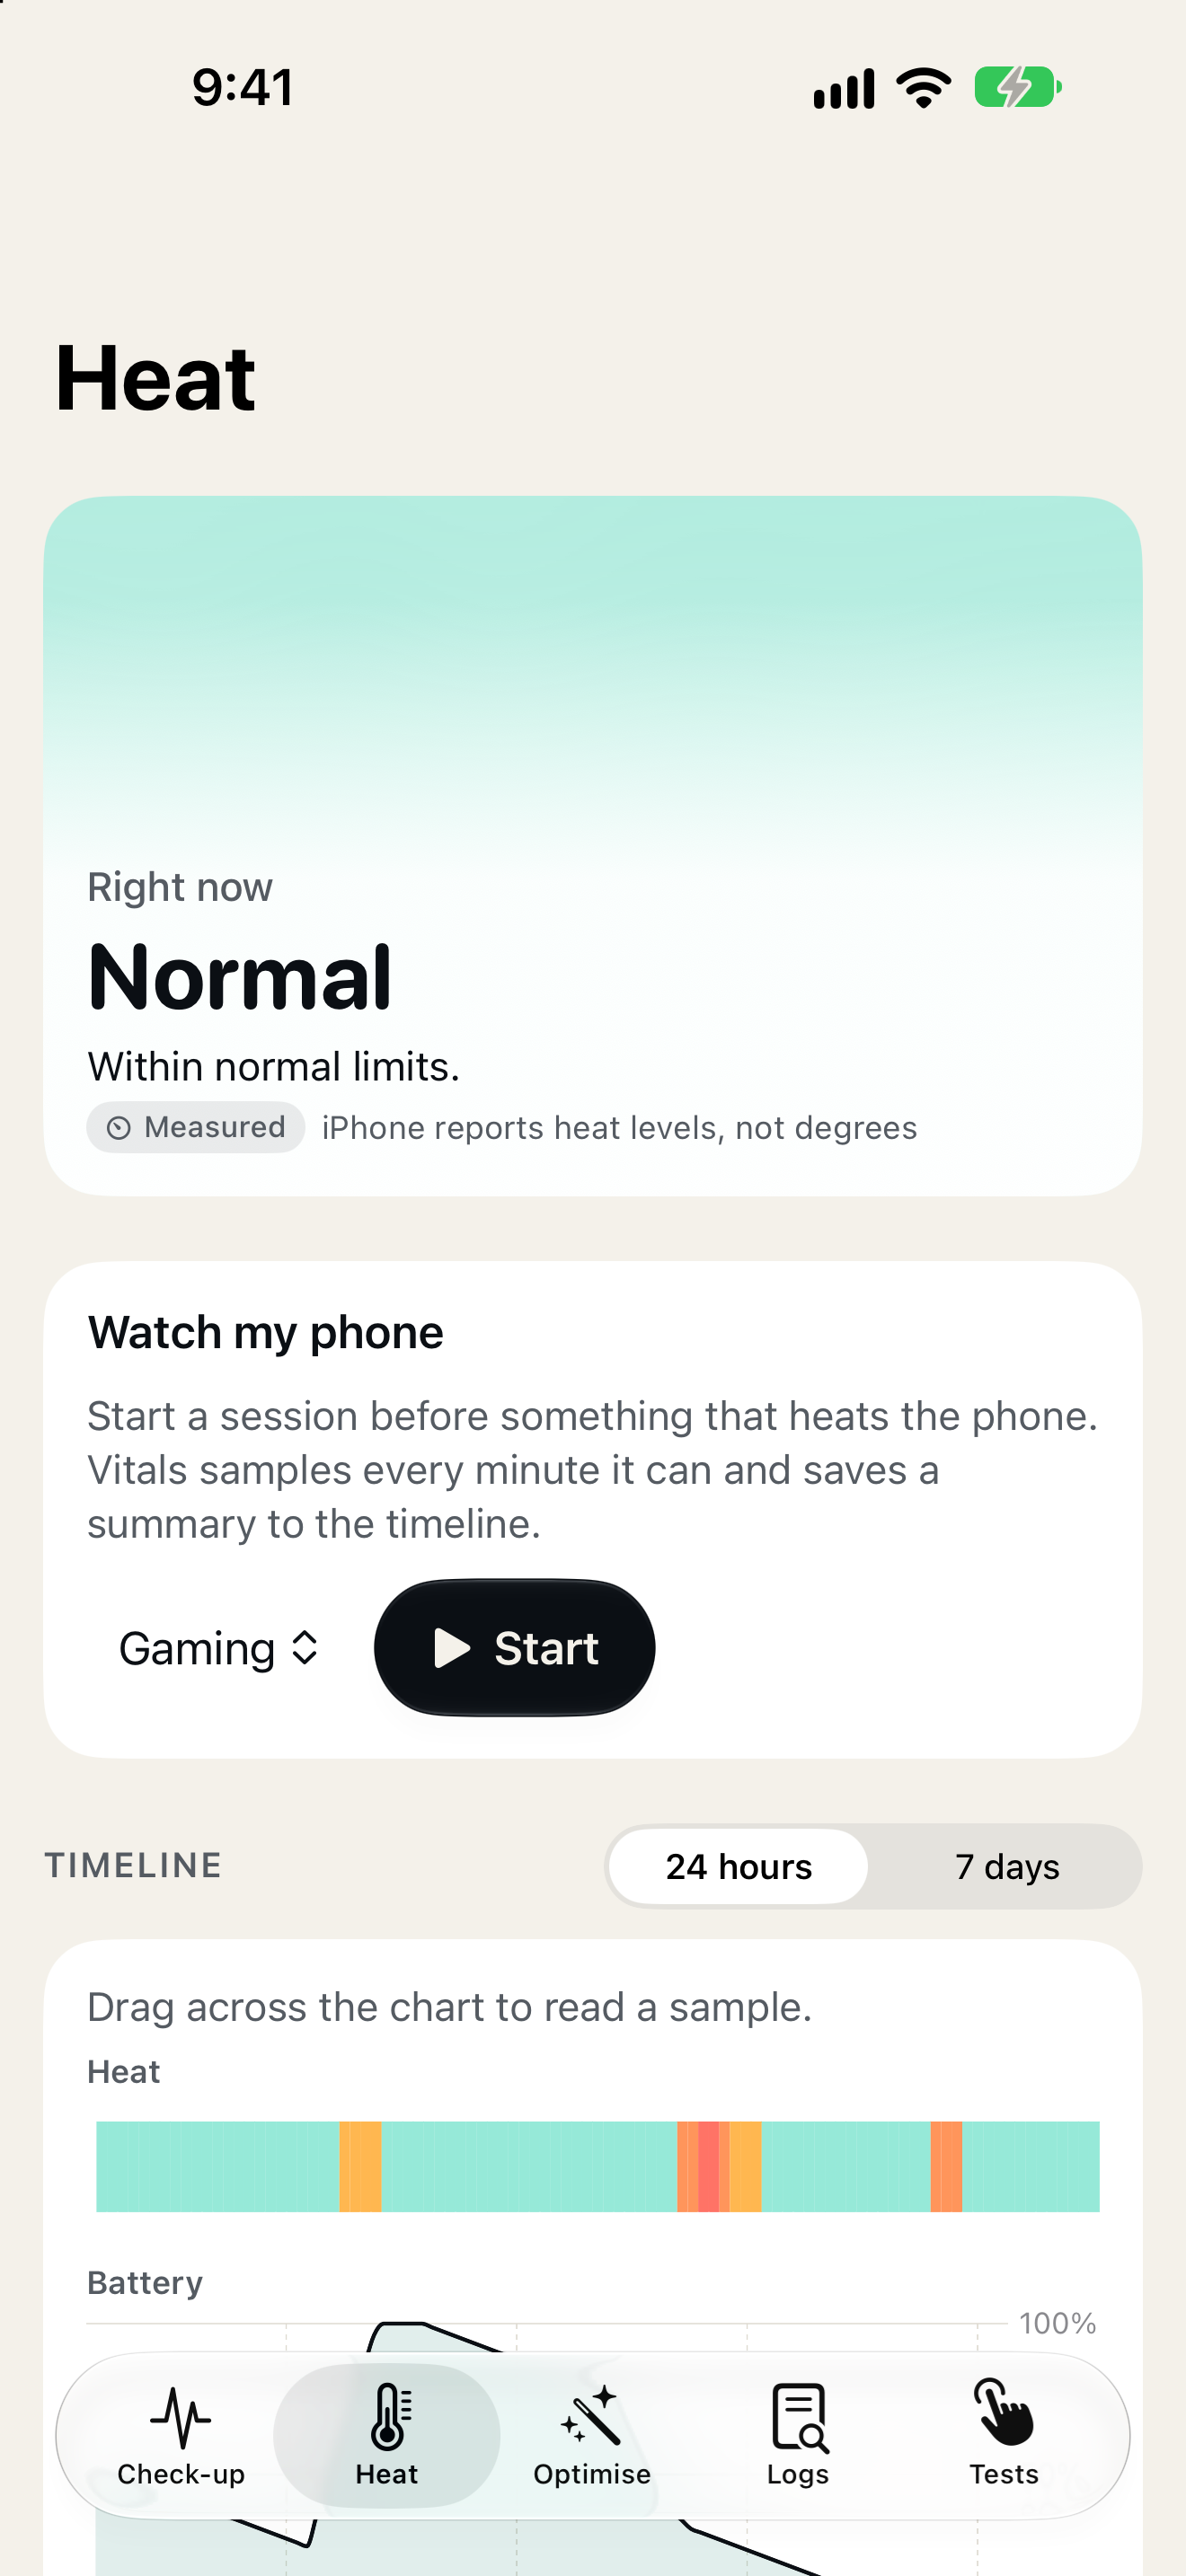 9:41
Heat
Right now
Normal
Within normal limits.
Measured iPhone reports heat levels, not degrees
Watch my phone
Start a session before something that heats the phone.
Vitals samples every minute it can and saves a
summary to the timeline.
Gaming Start
TIMELINE 24 hours 7 days
Drag across the chart to read a sample.
Heat
Battery
100%
Check-up Heat Optimise Logs Tests